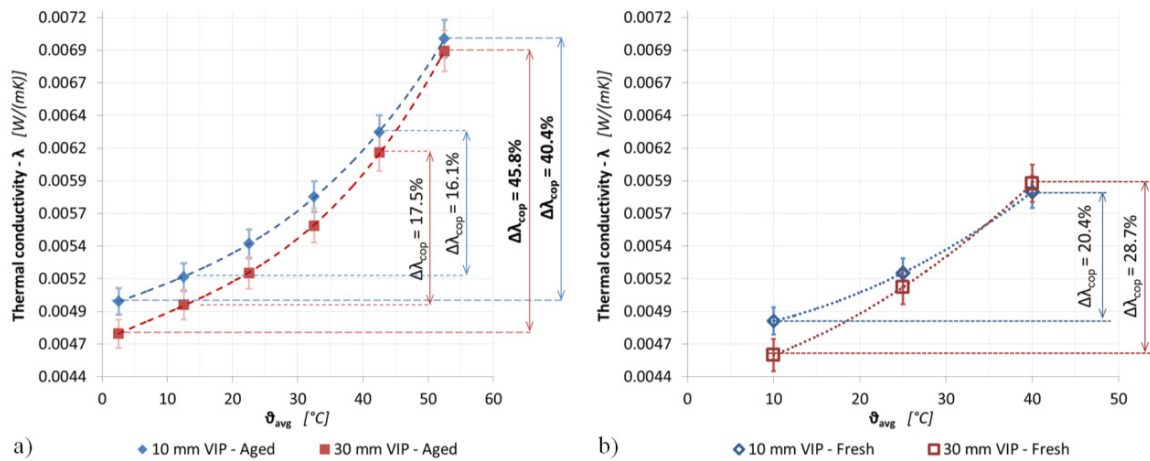 Thermal conductivity - λ [W/(mK)]
0.0072
0.0069
0.0067
0.0064
0.0062
0.0059
0.0057
0.0054
0.0052
0.0049
0.0047
0.0044
0 10 20 30 40 50 60
ϑavg [°C]
Δλcop = 17.5%
Δλcop = 16.1%
Δλcop = 45.8%
Δλcop = 40.4%
a)
10 mm VIP - Aged 30 mm VIP - Aged
Thermal conductivity - λ [W/(mK)]
0.0072
0.0069
0.0067
0.0064
0.0062
0.0059
0.0057
0.0054
0.0052
0.0049
0.0047
0.0044
0 10 20 30 40 50
ϑavg [°C]
Δλcop = 20.4%
Δλcop = 28.7%
b)
10 mm VIP - Fresh 30 mm VIP - Fresh